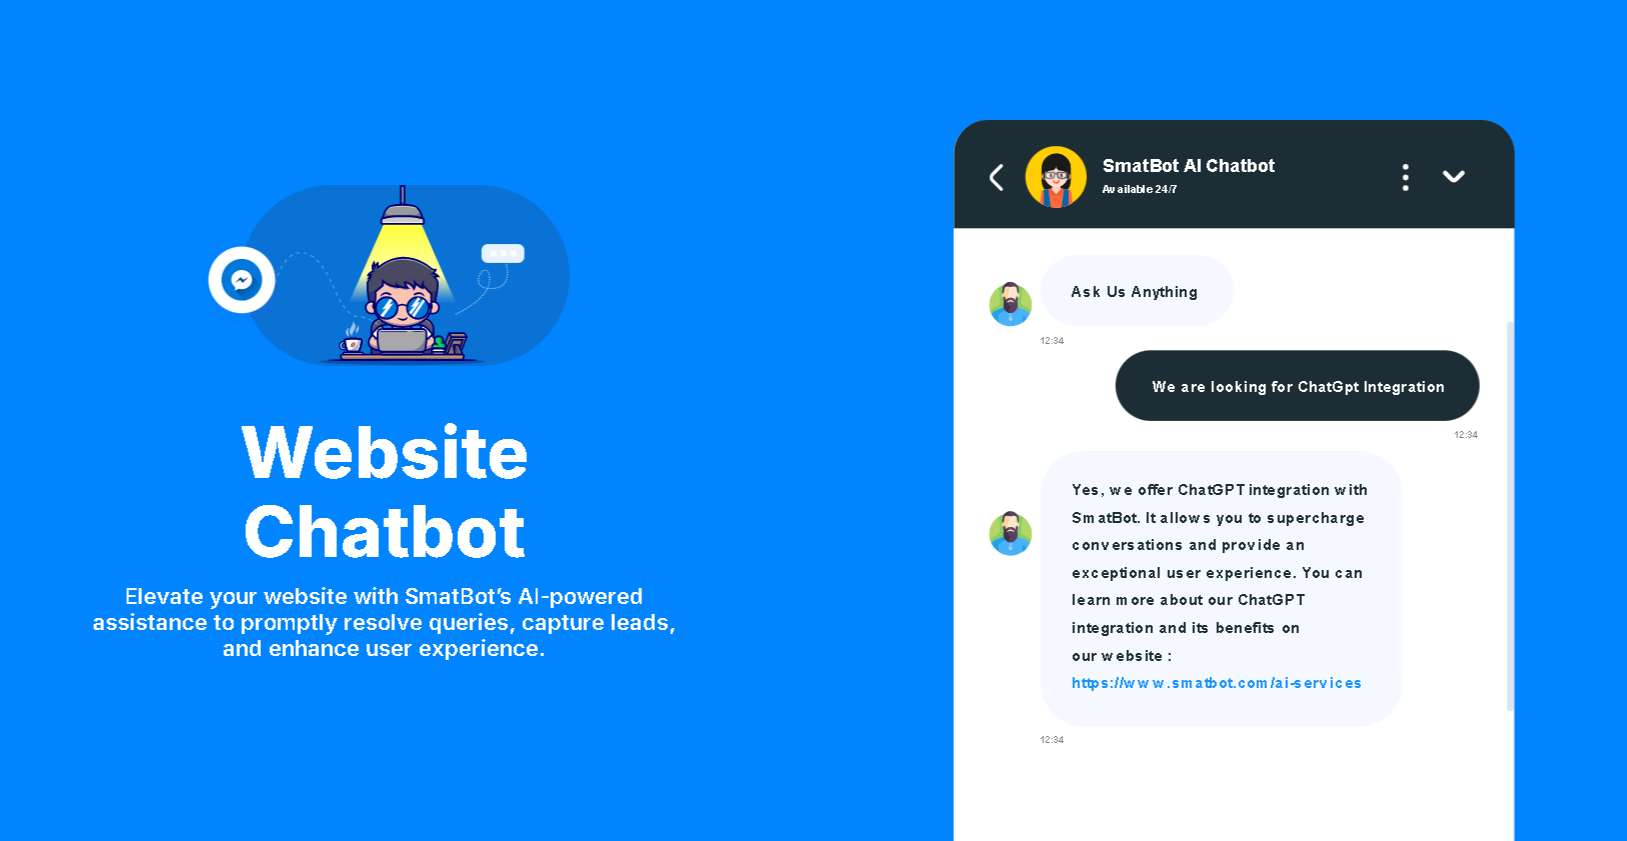 Website
Chatbot
Elevate your website with SmatBot’s AI-powered
assistance to promptly resolve queries, capture leads,
and enhance user experience.
SmatBot AI Chatbot
Available 24/7
Ask Us Anything
12:34
We are looking for ChatGpt Integration
12:34
Yes, we offer ChatGPT integration with
SmatBot. It allows you to supercharge
conversations and provide an
exceptional user experience. You can
learn more about our ChatGPT
integration and its benefits on
our website :
https://www.smatbot.com/ai-services
12:34